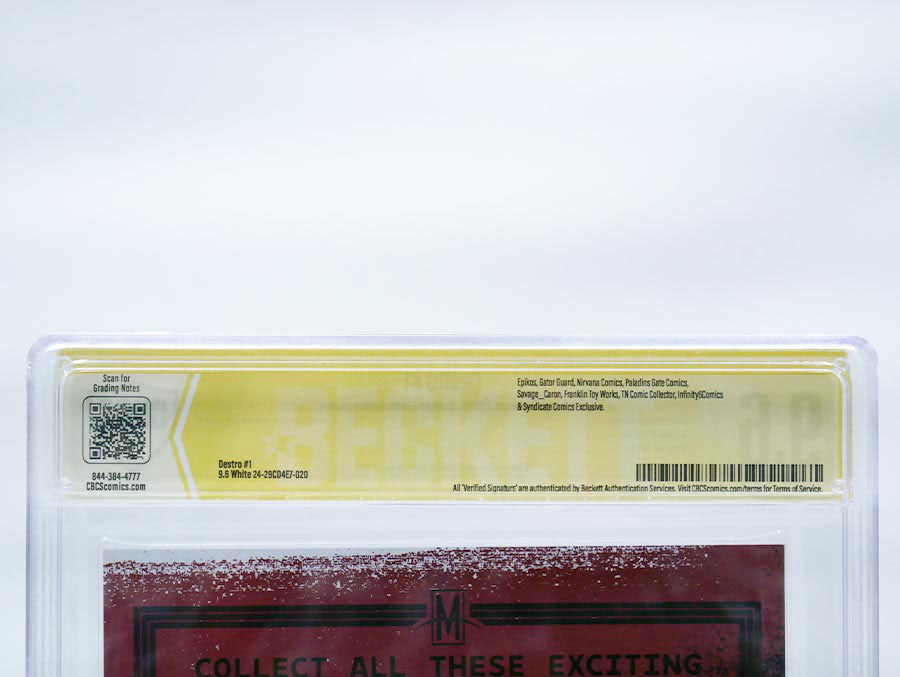 Scan for
Grading Notes
844-384-4777
CBCScomics.com
BECKETT
Destro #1
9.6 White 24-29CD4E7-020
Epikos, Gator Guard, Nirvana Comics, Paladins Gate Comics,
Savage_Caron, Franklin Toy Works, TN Comic Collector, Infinity6Comics
& Syndicate Comics Exclusive.
All 'Verified Signature' are authenticated by Beckett Authentication Services. Visit CBCScomics.com/terms for Terms of Service.
M
COLLECT ALL THESE EXCITING